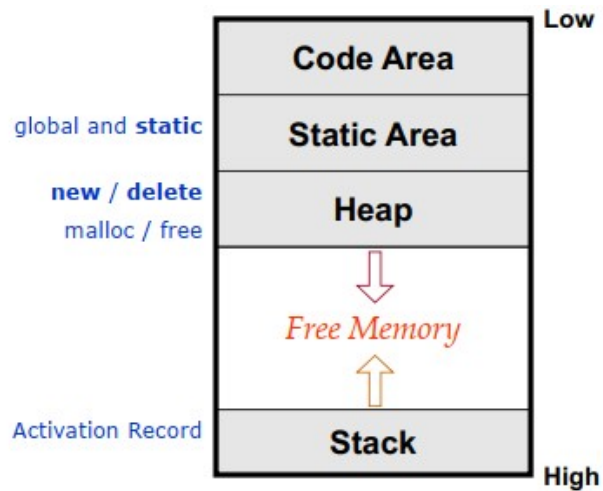 Low
Code Area
global and static
Static Area
new / delete
malloc / free
Heap
Free Memory
Activation Record
Stack
High